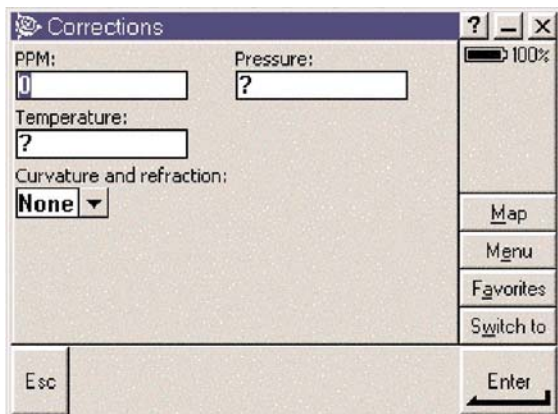 Corrections
? — X
100%
PPM:
0
Pressure:
?
Temperature:
?
Curvature and refraction:
None
Map
Menu
Favorites
Switch to
Esc
Enter